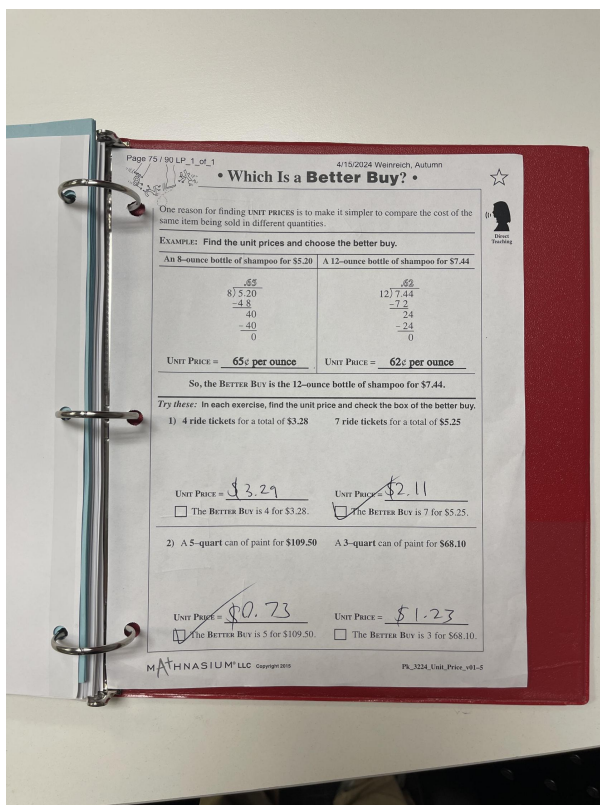 Page 75 / 90 LP_1_of_1
4/15/2024 Weinreich, Autumn
• Which Is a Better Buy? •
One reason for finding UNIT PRICES is to make it simpler to compare the cost of the
same item being sold in different quantities.
Direct
Teaching
EXAMPLE: Find the unit prices and choose the better buy.
An 8–ounce bottle of shampoo for $5.20 A 12–ounce bottle of shampoo for $7.44
.65 .62
8)5.20 12)7.44
–4 8 –7 2
40 24
– 40 – 24
0 0
UNIT PRICE = 65¢ per ounce UNIT PRICE = 62¢ per ounce
So, the BETTER BUY is the 12–ounce bottle of shampoo for $7.44.
Try these: In each exercise, find the unit price and check the box of the better buy.
1) 4 ride tickets for a total of $3.28 7 ride tickets for a total of $5.25
UNIT PRICE = $3.29 UNIT PRICE = $2.11
The BETTER BUY is 4 for $3.28. The BETTER BUY is 7 for $5.25.
2) A 5–quart can of paint for $109.50 A 3–quart can of paint for $68.10
UNIT PRICE = $0.73 UNIT PRICE = $1.23
The BETTER BUY is 5 for $109.50. The BETTER BUY is 3 for $68.10.
MATHNASIUM® LLC Copyright 2015 Pk_3224_Unit_Price_v01–5